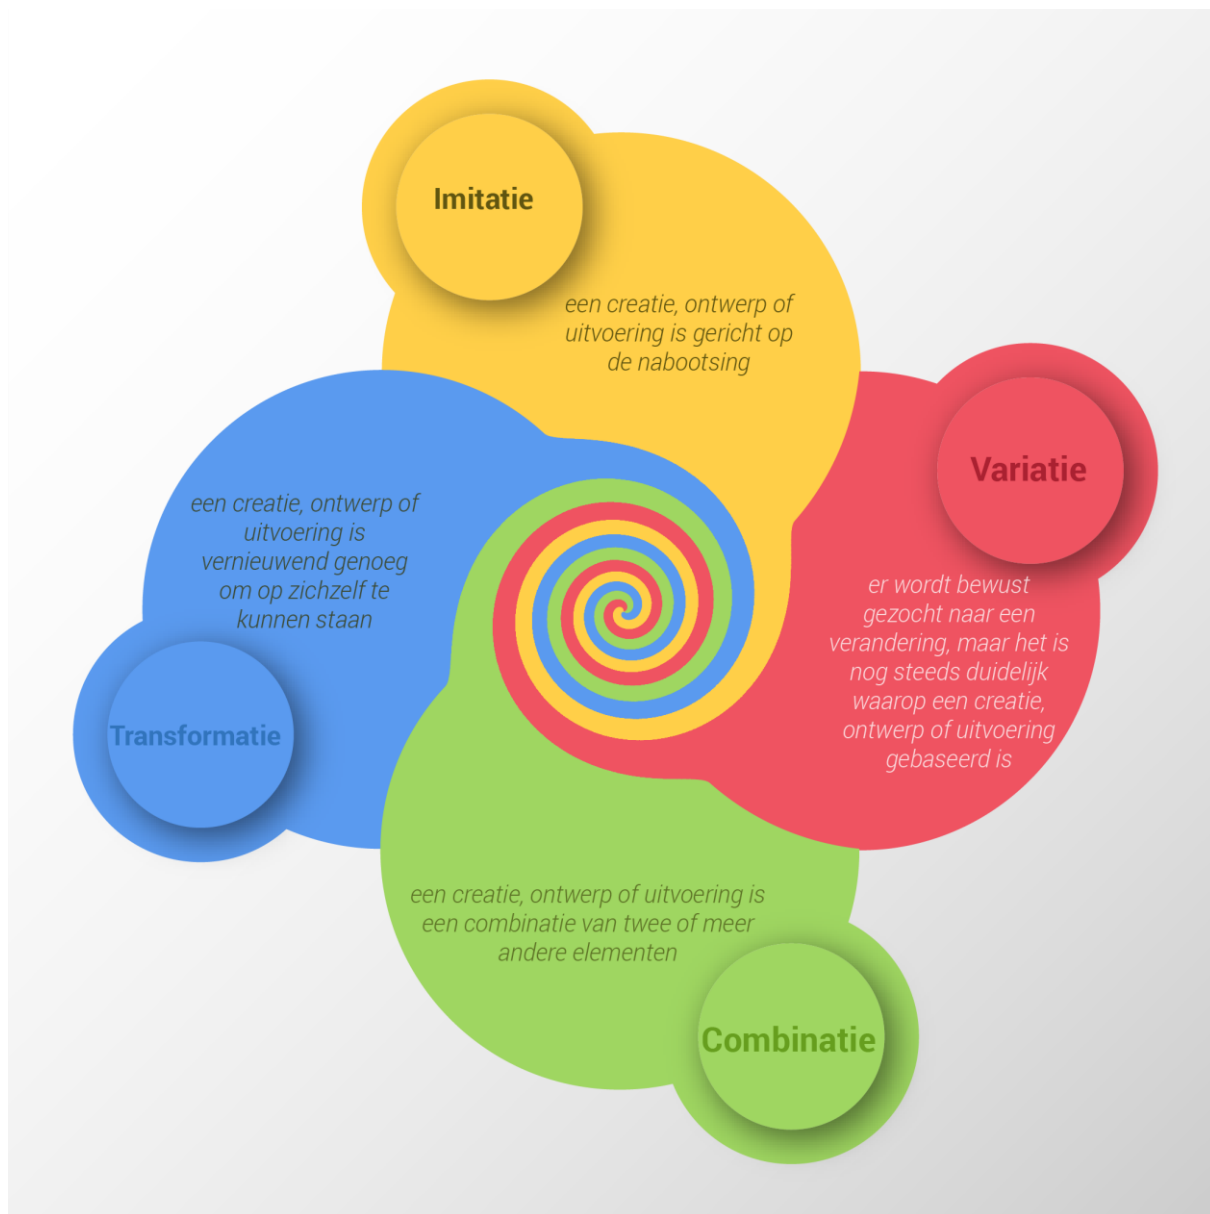 Imitatie
een creatie, ontwerp of
uitvoering is gericht op
de nabootsing
Variatie
er wordt bewust
gezocht naar een
verandering, maar het is
nog steeds duidelijk
waarop een creatie,
ontwerp of uitvoering
gebaseerd is
een creatie, ontwerp of
uitvoering is
vernieuwend genoeg
om op zichzelf te
kunnen staan
Transformatie
een creatie, ontwerp of uitvoering is
een combinatie van twee of meer
andere elementen
Combinatie